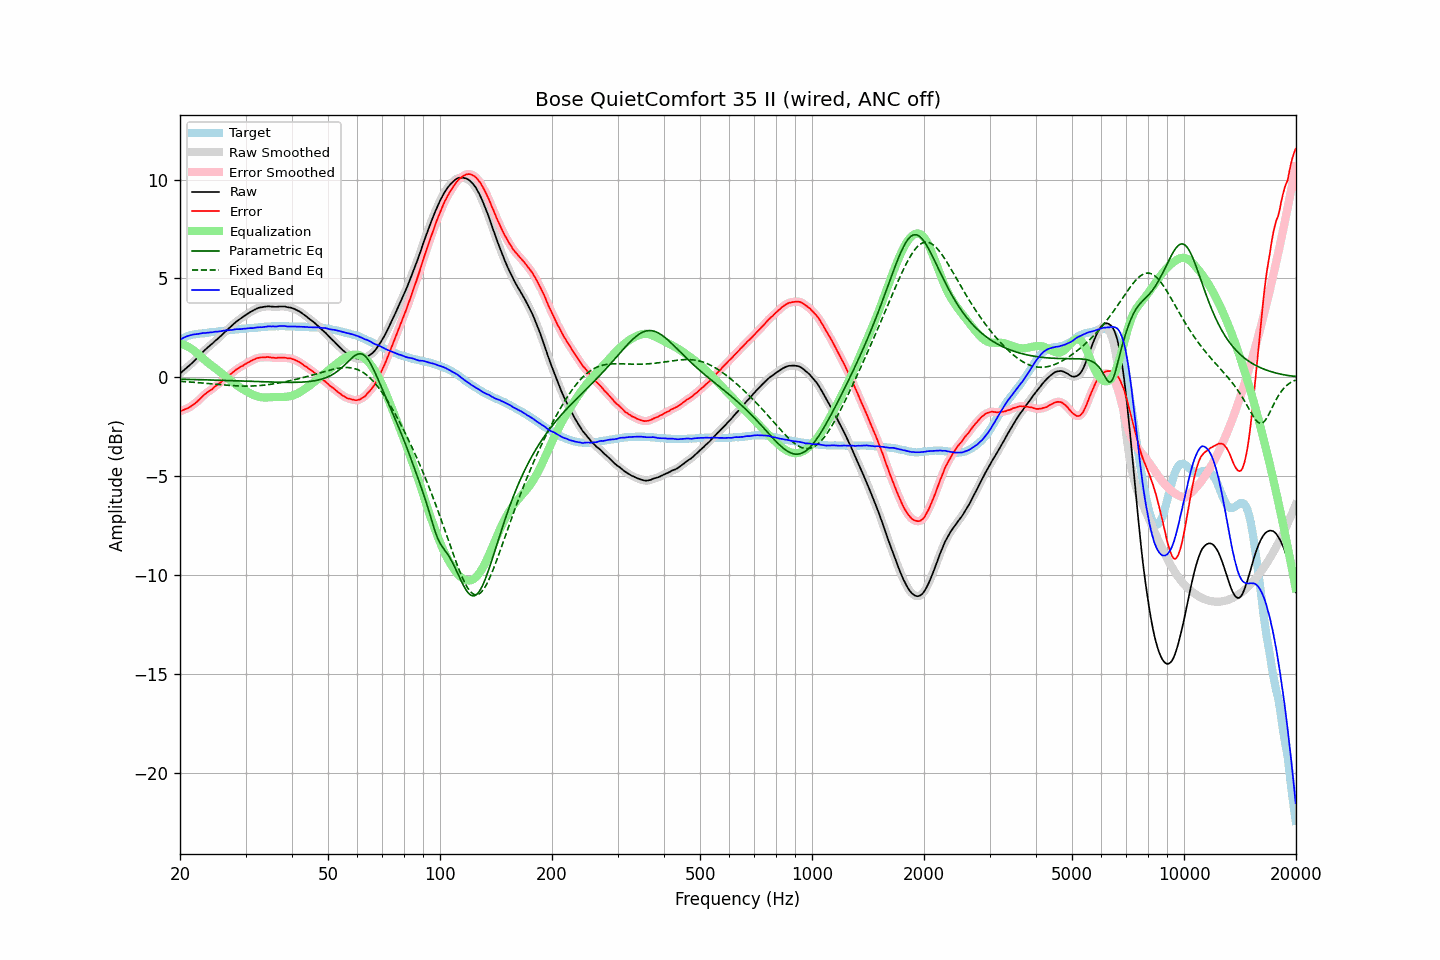 Bose QuietComfort 35 II (wired, ANC off)
Target
Raw Smoothed
Error Smoothed
Raw
Error
Equalization
Parametric Eq
Fixed Band Eq
Equalized
10
5
0
−5
−10
−15
−20
Amplitude (dBr)
20 50 100 200 500 1000 2000 5000 10000 20000
Frequency (Hz)